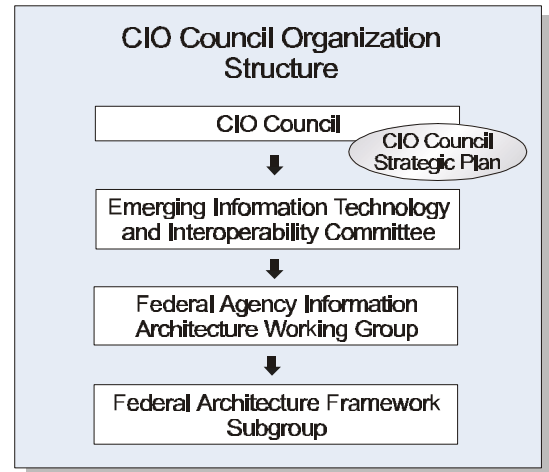 CIO Council Organization
Structure
CIO Council
CIO Council
Strategic Plan
Emerging Information Technology
and Interoperability Committee
Federal Agency Information
Architecture Working Group
Federal Architecture Framework
Subgroup